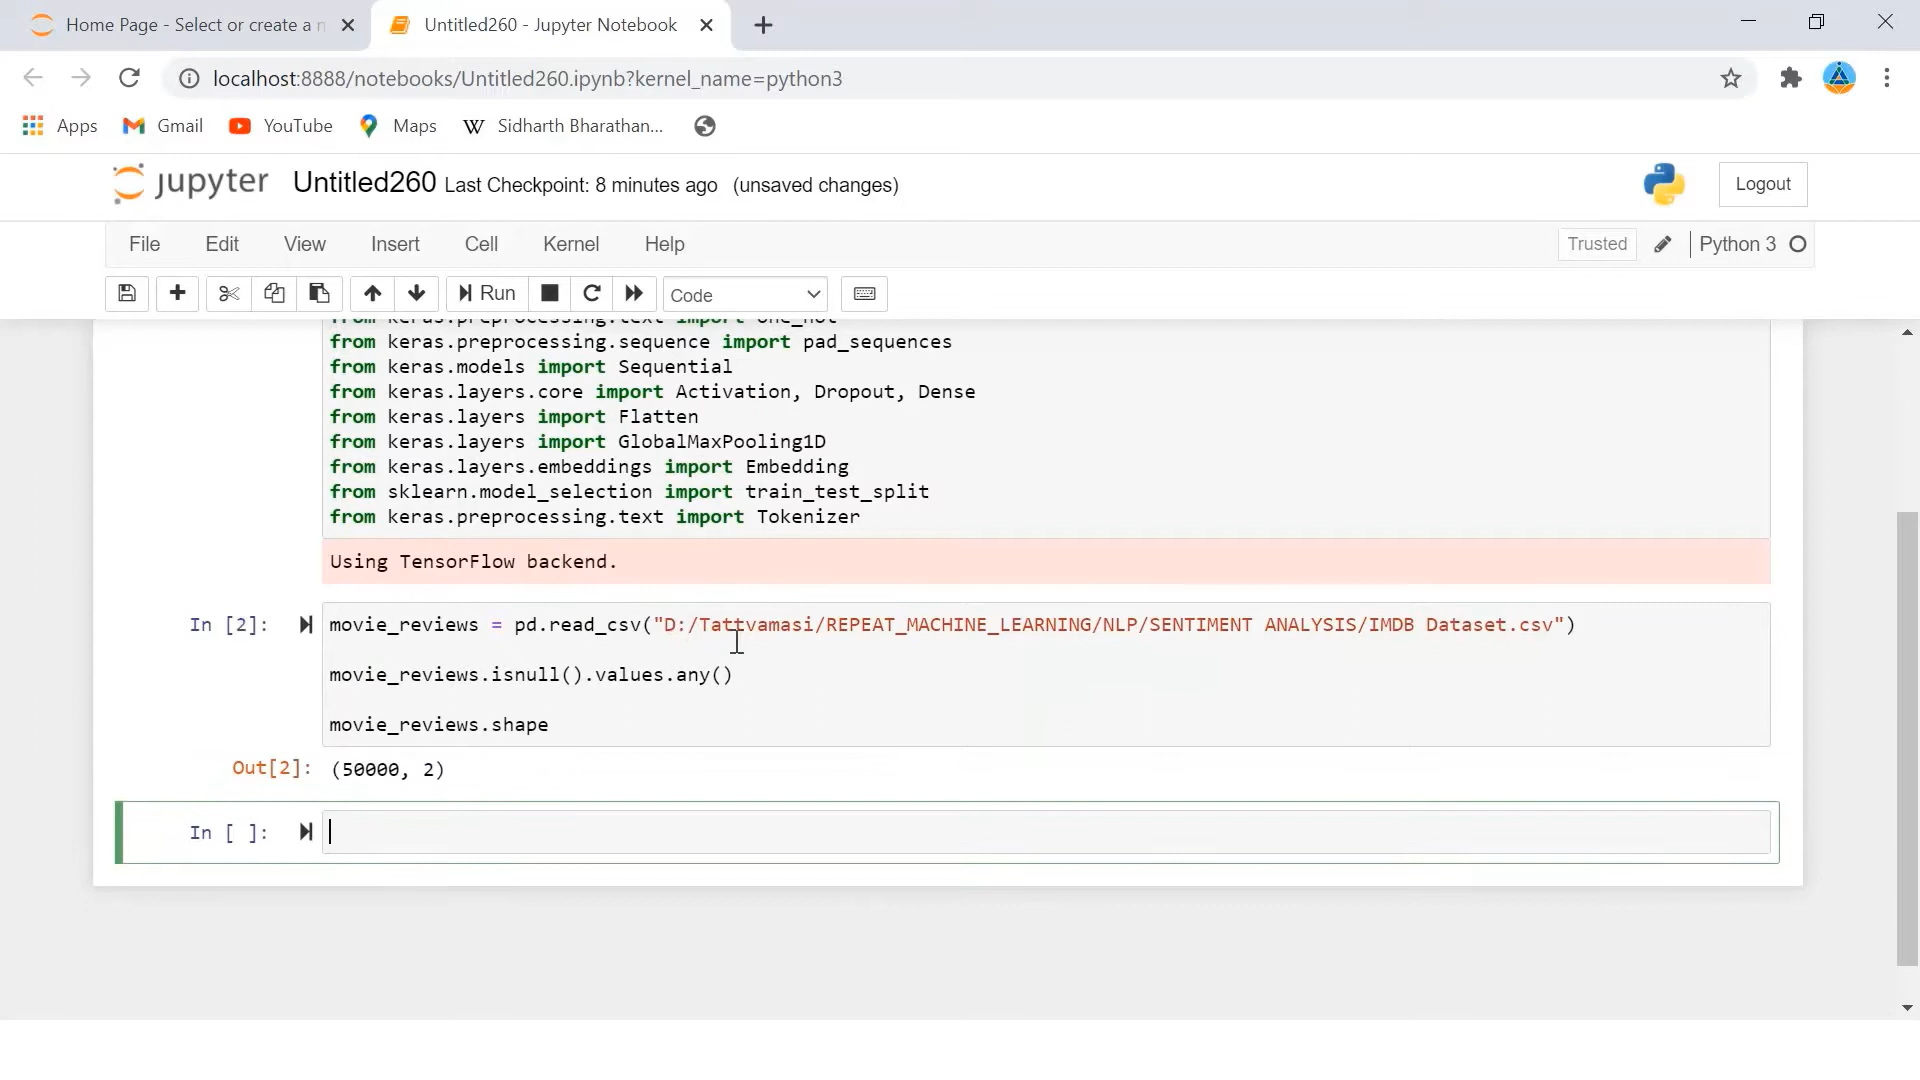 Home Page - Select or create a n
Untitled260 - Jupyter Notebook
localhost:8888/notebooks/Untitled260.ipynb?kernel_name=python3
Apps Gmail YouTube Maps W Sidharth Bharathan...
jupyter Untitled260 Last Checkpoint: 8 minutes ago (unsaved changes) Logout
File Edit View Insert Cell Kernel Help Trusted Python 3
Run Code
from keras.preprocessing.text import one_hot
from keras.preprocessing.sequence import pad_sequences
from keras.models import Sequential
from keras.layers.core import Activation, Dropout, Dense
from keras.layers import Flatten
from keras.layers import GlobalMaxPooling1D
from keras.layers.embeddings import Embedding
from sklearn.model_selection import train_test_split
from keras.preprocessing.text import Tokenizer
Using TensorFlow backend.
In [2]: movie_reviews = pd.read_csv("D:/Tattvamasi/REPEAT_MACHINE_LEARNING/NLP/SENTIMENT ANALYSIS/IMDB Dataset.csv")
movie_reviews.isnull().values.any()
movie_reviews.shape
Out[2]: (50000, 2)
In [ ]: